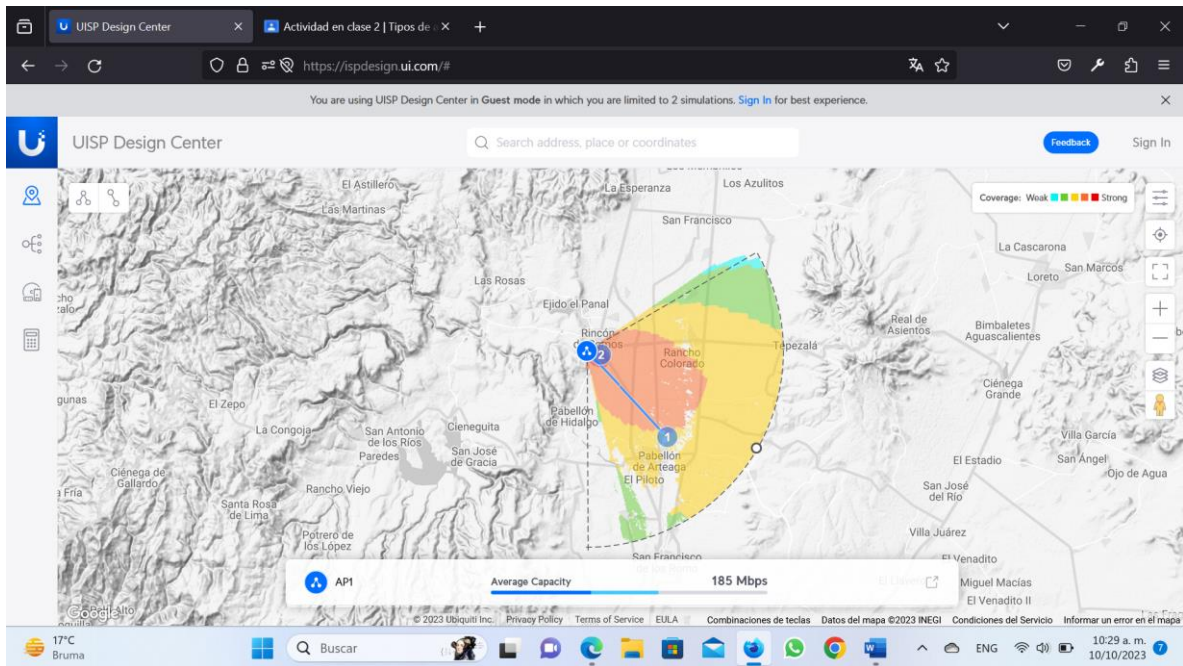 UISP Design Center
Actividad en clase 2 | Tipos de
https://ispdesign.ui.com/#
You are using UISP Design Center in Guest mode in which you are limited to 2 simulations. Sign In for best experience.
UISP Design Center
Search address, place or coordinates
Feedback
Sign In
Coverage: Weak Strong
El Astillero
La Esperanza
Los Azulitos
Las Martinas
San Francisco
La Cascarona
San Marcos
Loreto
Las Rosas
Ejido el Panal
Real de
Asientos
Bimbaletes
Aguascalientes
Rincón
de Romos
Rancho
Colorado
Tepezalá
2
Ciénega
Grande
El Zepo
Pabellón
de Hidalgo
La Congoja
San Antonio
de los Ríos
Paredes
Cieneguita
1
Villa García
San José
de Gracia
Pabellón
de Arteaga
El Piloto
El Estadio
San Ángel
Ojo de Agua
Ciénega de
Gallardo
Rancho Viejo
San José
del Río
Santa Rosa
de Lima
Potrero de
los López
Villa Juárez
San Francisco
El Venadito
AP1
Average Capacity
185 Mbps
Miguel Macías
El Venadito II
Google
© 2023 Ubiquiti Inc. Privacy Policy Terms of Service EULA Combinaciones de teclas Datos del mapa ©2023 INEGI Condiciones del Servicio Informar un error en el mapa
17°C
Bruma
Buscar
ENG
10:29 a. m.
10/10/2023
7